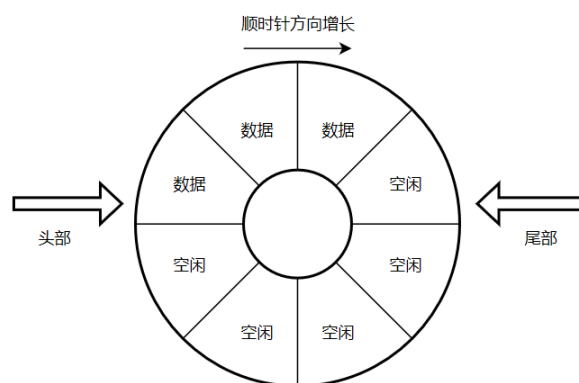 顺时针方向增长
数据 数据
数据 空闲
头部 尾部
空闲 空闲
空闲 空闲